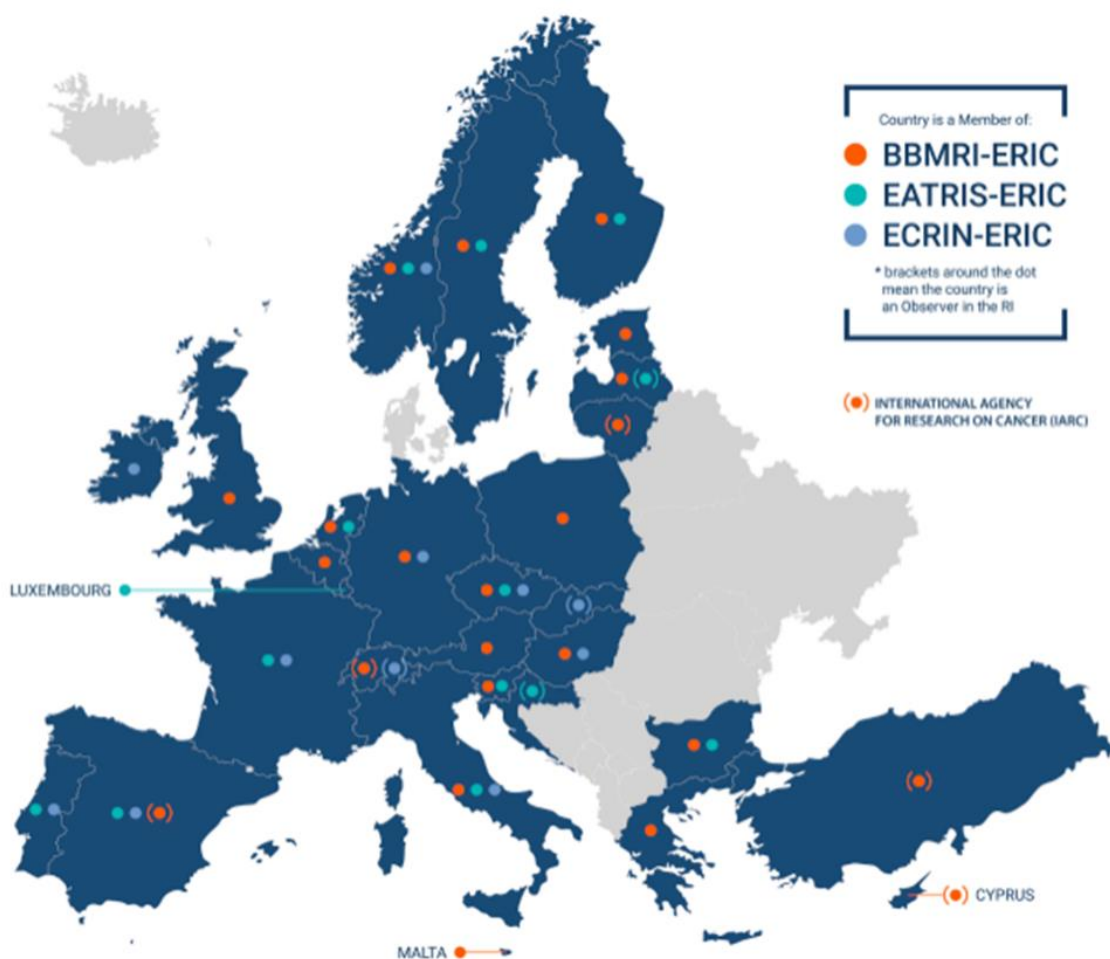 Country is a Member of:
BBMRI-ERIC
EATRIS-ERIC
ECRIN-ERIC
* brackets around the dot
mean the country is
an Observer in the RI
INTERNATIONAL AGENCY
FOR RESEARCH ON CANCER (IARC)
LUXEMBOURG
CYPRUS
MALTA